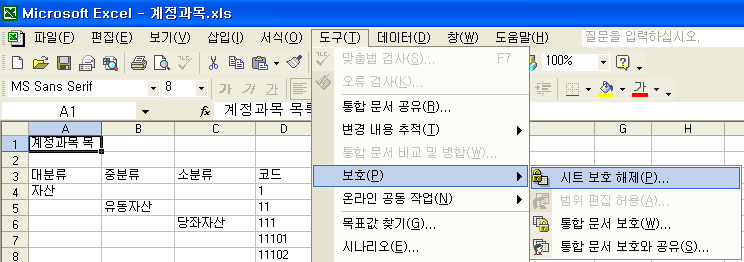 Microsoft Excel - 계정과목.xls
파일(F) 편집(E) 보기(V) 삽입(I) 서식(O) 도구(T) 데이터(D) 창(W) 도움말(H) 질문을 입력하십시오.
맞춤법 검사(S)... F7
100%
MS Sans Serif 8 가 가 가 가
오류 검사(K)...
A1 fx 계정과목 목록
통합 문서 공유(R)...
A B C D G H
변경 내용 추적(T)
1 계정과목 목
통합 문서 비교 및 병합(W)...
2
3 대분류 중분류 소분류 코드
보호(P)
시트 보호 해제(P)...
4 자산 1
온라인 공동 작업(N)
범위 편집 허용(A)...
5 유동자산 11
목표값 찾기(G)...
통합 문서 보호(W)...
6 당좌자산 111
시나리오(E)...
통합 문서 보호와 공유(S)...
7 11101
8 11102